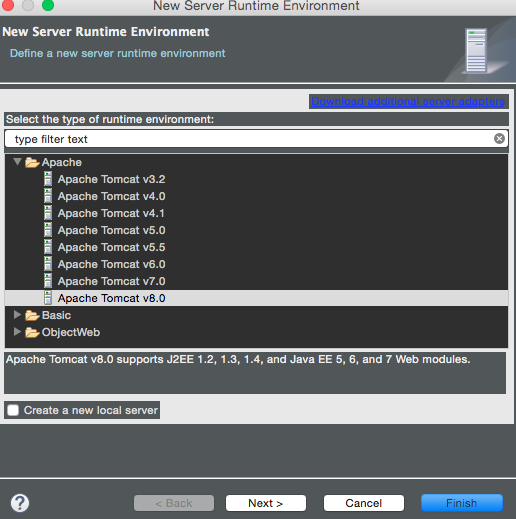 New Server Runtime Environment
New Server Runtime Environment
Define a new server runtime environment
Download additional server adapters
Select the type of runtime environment:
type filter text
Apache
Apache Tomcat v3.2
Apache Tomcat v4.0
Apache Tomcat v4.1
Apache Tomcat v5.0
Apache Tomcat v5.5
Apache Tomcat v6.0
Apache Tomcat v7.0
Apache Tomcat v8.0
Basic
ObjectWeb
Apache Tomcat v8.0 supports J2EE 1.2, 1.3, 1.4, and Java EE 5, 6, and 7 Web modules.
Create a new local server
? < Back Next > Cancel Finish